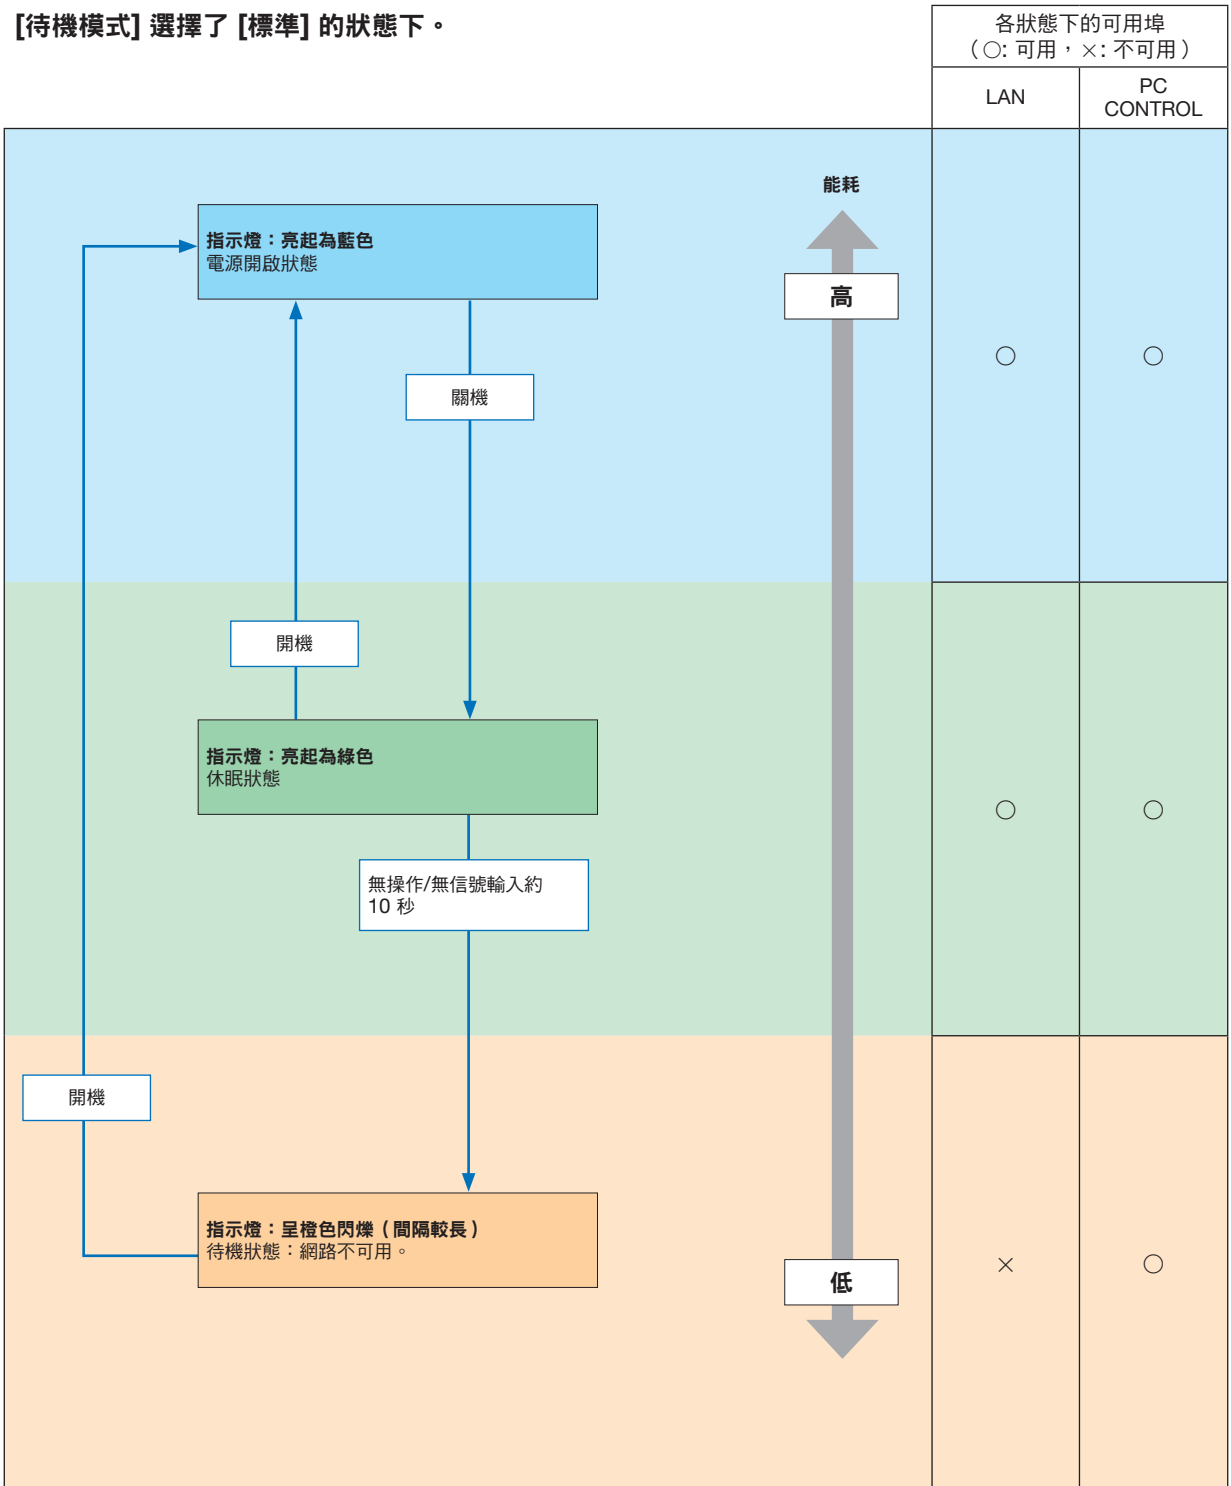 [待機模式] 選擇了 [標準] 的狀態下。
各狀態下的可用埠
（○: 可用，×: 不可用）
LAN
PC
CONTROL
能耗
指示燈：亮起為藍色
電源開啟狀態
高
○
○
關機
開機
指示燈：亮起為綠色
休眠狀態
○
○
無操作/無信號輸入約
10 秒
開機
指示燈：呈橙色閃爍（間隔較長）
待機狀態：網路不可用。
低
×
○